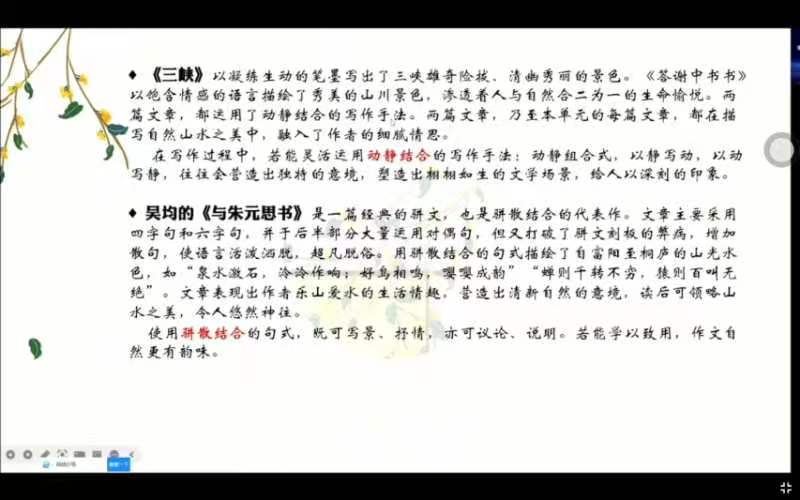 ◆《三峡》以凝练生动的笔墨写出了三峡雄奇险拔、清幽秀丽的景色。《答谢中书书》
以饱含情感的语言描绘了秀美的山川景色，渗透着人与自然合二为一的生命愉悦。两
篇文章，都运用了动静结合的写作手法。两篇文章，乃至本单元的每篇文章，都在描
写自然山水之美中，融入了作者的细腻情思。
在写作过程中，若能灵活运用动静结合的写作手法：动静组合式，以静写动，以动
写静，往往会营造出独特的意境，塑造出栩栩如生的文学场景，给人以深刻的印象。
◆吴均的《与朱元思书》是一篇经典的骈文，也是骈散结合的代表作。文章主要采用
四字句和六字句，并于后半部分大量运用对偶句，但又打破了骈文刻板的弊病，增加
散句，使语言活泼洒脱，超凡脱俗。用骈散结合的句式描绘了自富阳至桐庐的山光水
色，如“泉水激石，泠泠作响；好鸟相鸣，嘤嘤成韵”“蝉则千转不穷，猿则百叫无
绝”。文章表现出作者乐山爱水的生活情趣，营造出清新自然的意境，读后可领略山
水之美，令人悠然神往。
使用骈散结合的句式，既可写景、抒情，亦可议论、说明。若能学以致用，作文自
然更有韵味。